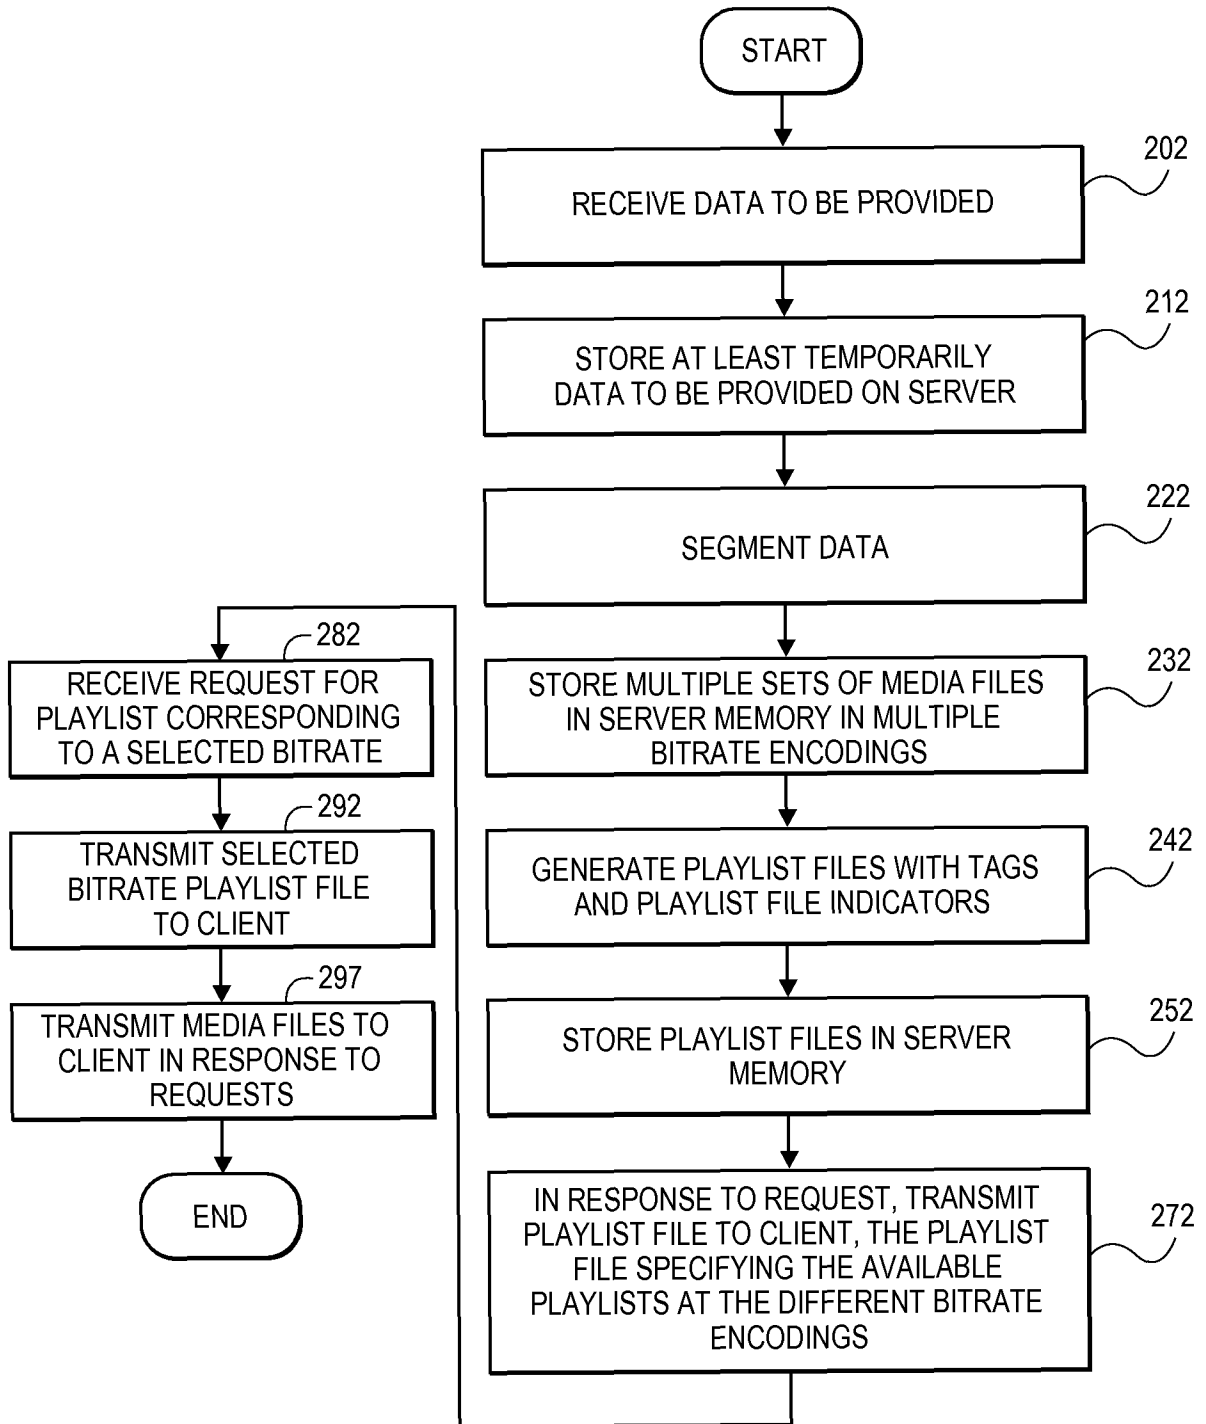 START
202
RECEIVE DATA TO BE PROVIDED
212
STORE AT LEAST TEMPORARILY
DATA TO BE PROVIDED ON SERVER
222
SEGMENT DATA
232
STORE MULTIPLE SETS OF MEDIA FILES
IN SERVER MEMORY IN MULTIPLE
BITRATE ENCODINGS
242
GENERATE PLAYLIST FILES WITH TAGS
AND PLAYLIST FILE INDICATORS
252
STORE PLAYLIST FILES IN SERVER
MEMORY
272
IN RESPONSE TO REQUEST, TRANSMIT
PLAYLIST FILE TO CLIENT, THE PLAYLIST
FILE SPECIFYING THE AVAILABLE
PLAYLISTS AT THE DIFFERENT BITRATE
ENCODINGS
282
RECEIVE REQUEST FOR
PLAYLIST CORRESPONDING
TO A SELECTED BITRATE
292
TRANSMIT SELECTED
BITRATE PLAYLIST FILE
TO CLIENT
297
TRANSMIT MEDIA FILES TO
CLIENT IN RESPONSE TO
REQUESTS
END